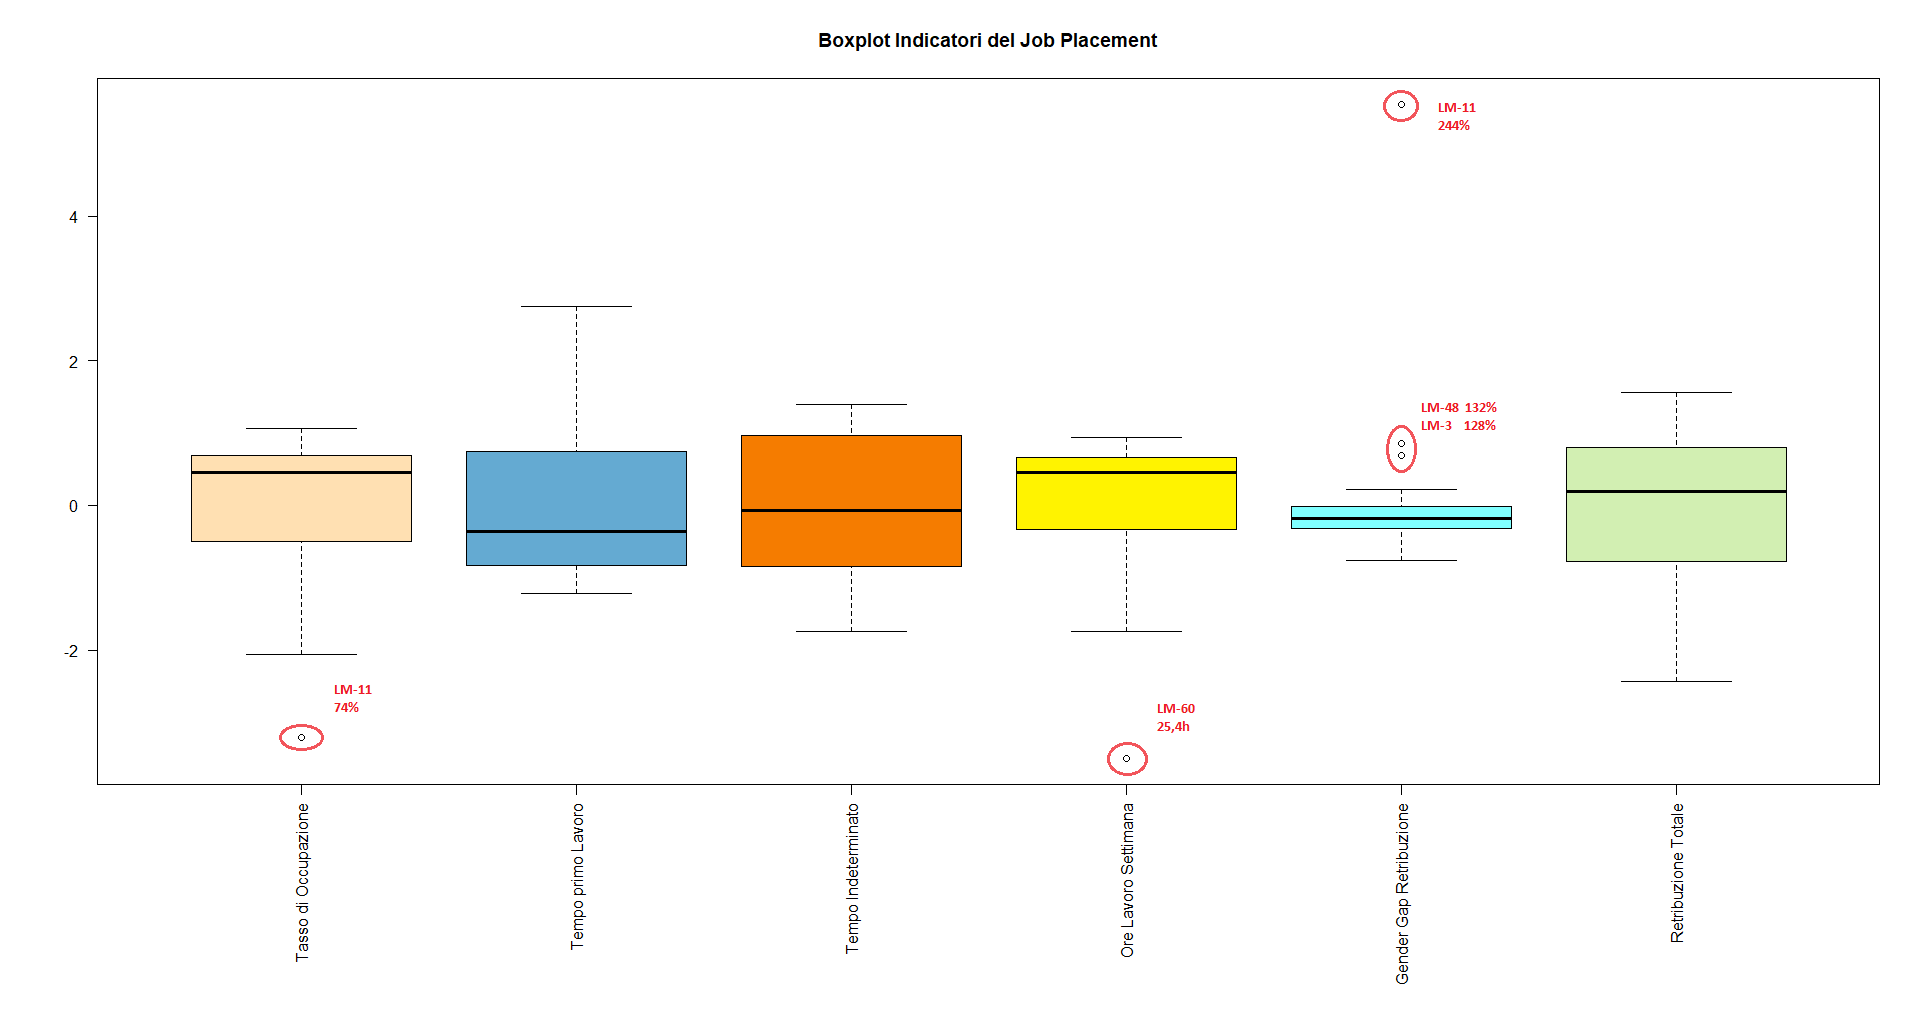 Boxplot Indicatori del Job Placement
LM-11
244%
4
2
LM-48 132%
LM-3 128%
0
-2
LM-11
74%
LM-60
25,4h
Tasso di Occupazione
Tempo primo Lavoro
Tempo Indeterminato
Ore Lavoro Settimana
Gender Gap Retribuzione
Retribuzione Totale